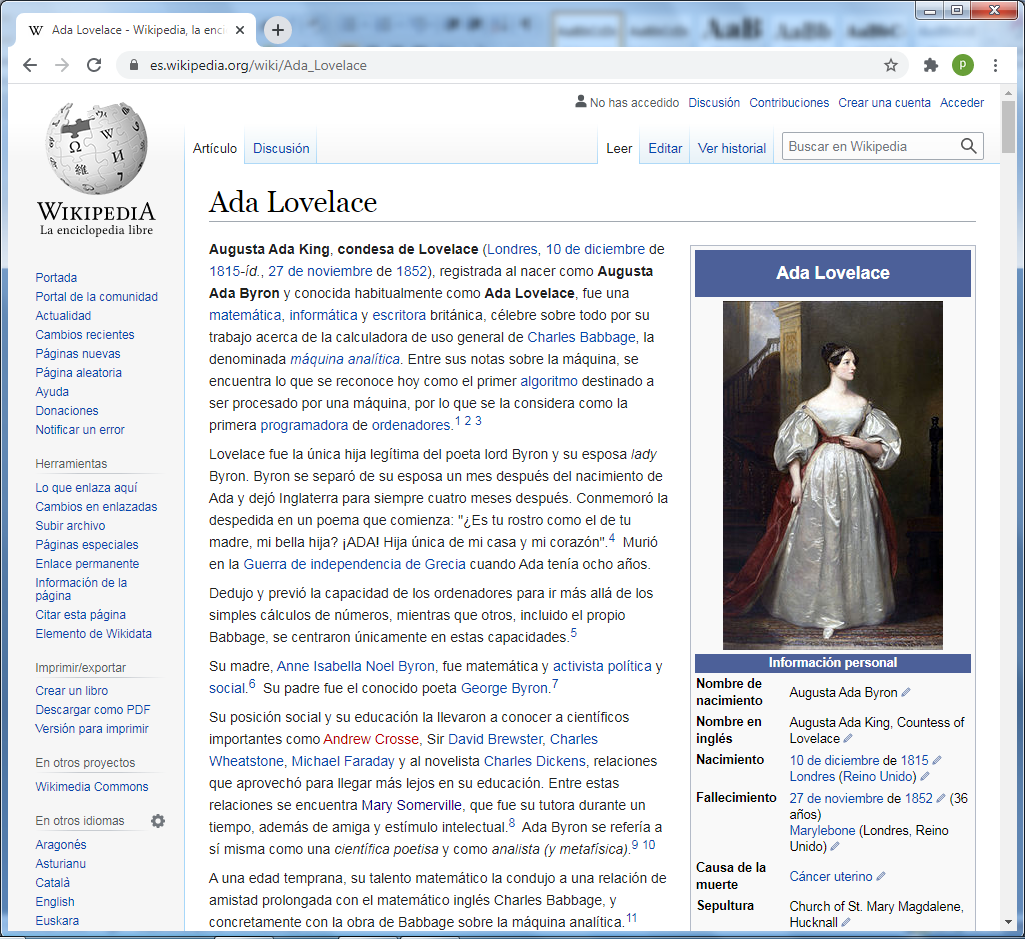 Ada Lovelace - Wikipedia, la enci
es.wikipedia.org/wiki/Ada_Lovelace
P
No has accedido Discusión Contribuciones Crear una cuenta Acceder
WIKIPEDIA
La enciclopedia libre
Artículo Discusión Leer Editar Ver historial Buscar en Wikipedia
Portada
Portal de la comunidad
Actualidad
Cambios recientes
Páginas nuevas
Página aleatoria
Ayuda
Donaciones
Notificar un error
Herramientas
Lo que enlaza aquí
Cambios en enlazadas
Subir archivo
Páginas especiales
Enlace permanente
Información de la
página
Citar esta página
Elemento de Wikidata
Imprimir/exportar
Crear un libro
Descargar como PDF
Versión para imprimir
En otros proyectos
Wikimedia Commons
En otros idiomas
Aragonés
Asturianu
Català
English
Euskara
Ada Lovelace
Augusta Ada King, condesa de Lovelace (Londres, 10 de diciembre de
1815-íd., 27 de noviembre de 1852), registrada al nacer como Augusta
Ada Byron y conocida habitualmente como Ada Lovelace, fue una
matemática, informática y escritora británica, célebre sobre todo por su
trabajo acerca de la calculadora de uso general de Charles Babbage, la
denominada máquina analítica. Entre sus notas sobre la máquina, se
encuentra lo que se reconoce hoy como el primer algoritmo destinado a
ser procesado por una máquina, por lo que se la considera como la
primera programadora de ordenadores.1 2 3
Lovelace fue la única hija legítima del poeta lord Byron y su esposa lady
Byron. Byron se separó de su esposa un mes después del nacimiento de
Ada y dejó Inglaterra para siempre cuatro meses después. Conmemoró la
despedida en un poema que comienza: "¿Es tu rostro como el de tu
madre, mi bella hija? ¡ADA! Hija única de mi casa y mi corazón".4 Murió
en la Guerra de independencia de Grecia cuando Ada tenía ocho años.
Dedujo y previó la capacidad de los ordenadores para ir más allá de los
simples cálculos de números, mientras que otros, incluido el propio
Babbage, se centraron únicamente en estas capacidades.5
Su madre, Anne Isabella Noel Byron, fue matemática y activista política y
social.6 Su padre fue el conocido poeta George Byron.7
Su posición social y su educación la llevaron a conocer a científicos
importantes como Andrew Crosse, Sir David Brewster, Charles
Wheatstone, Michael Faraday y al novelista Charles Dickens, relaciones
que aprovechó para llegar más lejos en su educación. Entre estas
relaciones se encuentra Mary Somerville, que fue su tutora durante un
tiempo, además de amiga y estímulo intelectual.8 Ada Byron se refería a
sí misma como una científica poetisa y como analista (y metafísica).9 10
A una edad temprana, su talento matemático la condujo a una relación de
amistad prolongada con el matemático inglés Charles Babbage, y
concretamente con la obra de Babbage sobre la máquina analítica.11
Ada Lovelace
Información personal
Nombre de
nacimiento
Augusta Ada Byron
Nombre en
inglés
Augusta Ada King, Countess of
Lovelace
Nacimiento
10 de diciembre de 1815
Londres (Reino Unido)
Fallecimiento
27 de noviembre de 1852 (36
años)
Marylebone (Londres, Reino
Unido)
Causa de la
muerte
Cáncer uterino
Sepultura
Church of St. Mary Magdalene,
Hucknall